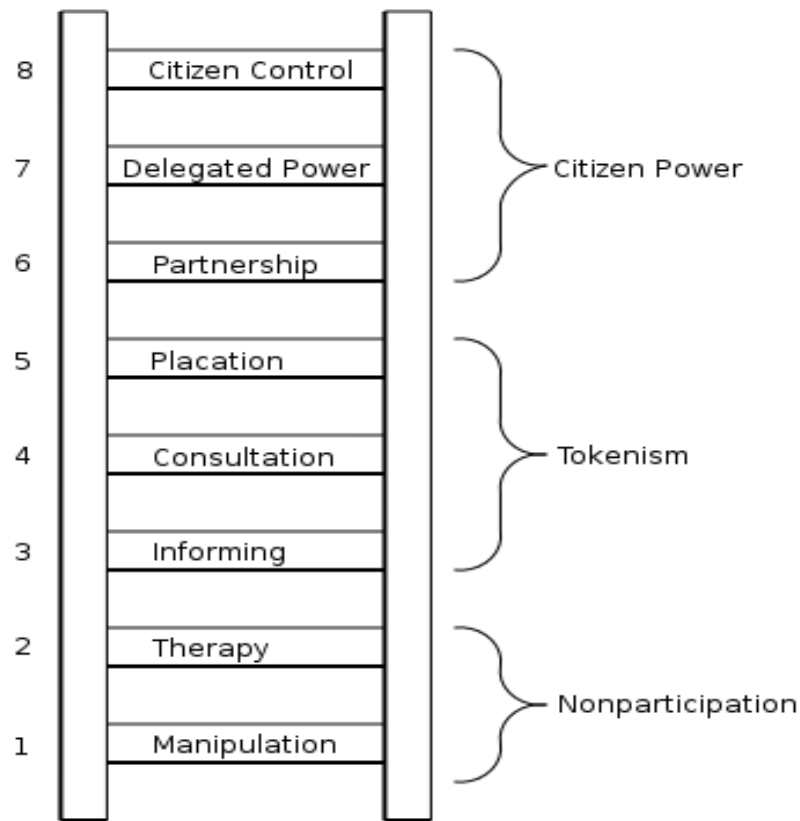 8 Citizen Control
7 Delegated Power
Citizen Power
6 Partnership
5 Placation
4 Consultation
Tokenism
3 Informing
2 Therapy
Nonparticipation
1 Manipulation